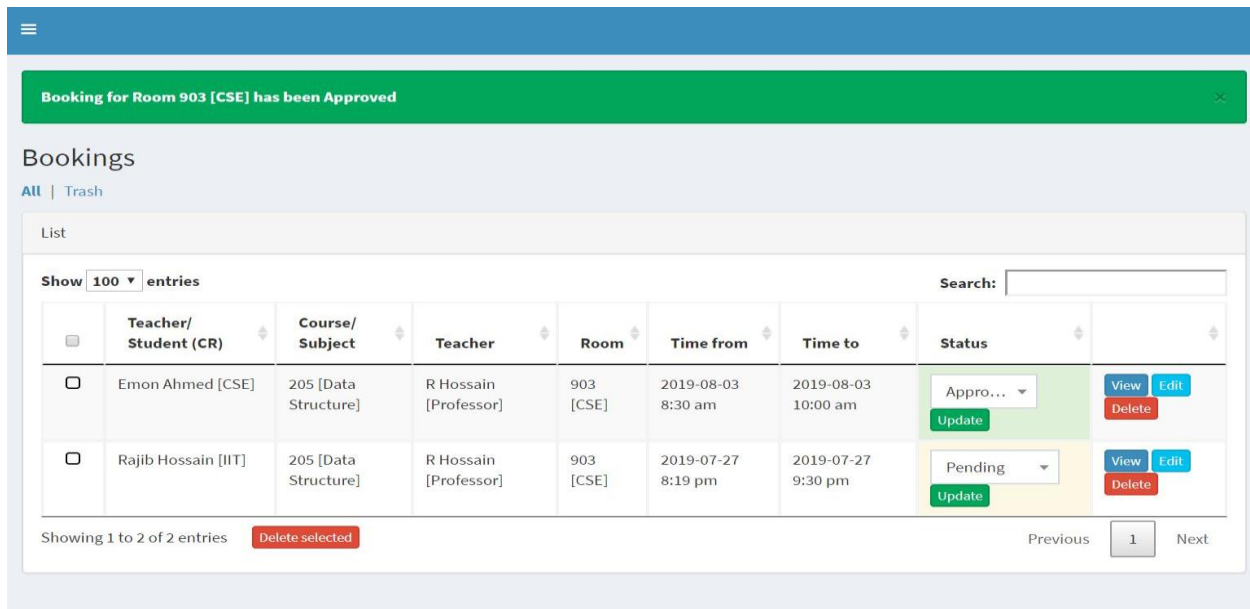 Booking for Room 903 [CSE] has been Approved ×
Bookings
All | Trash
List
Show 100 entries
Search:
Teacher/
Student (CR)
Course/
Subject
Teacher
Room
Time from
Time to
Status
Emon Ahmed [CSE]
205 [Data
Structure]
R Hossain
[Professor]
903
[CSE]
2019-08-03
8:30 am
2019-08-03
10:00 am
Appro...
Update
View Edit
Delete
Rajib Hossain [IIT]
205 [Data
Structure]
R Hossain
[Professor]
903
[CSE]
2019-07-27
8:19 pm
2019-07-27
9:30 pm
Pending
Update
View Edit
Delete
Showing 1 to 2 of 2 entries Delete selected
Previous 1 Next